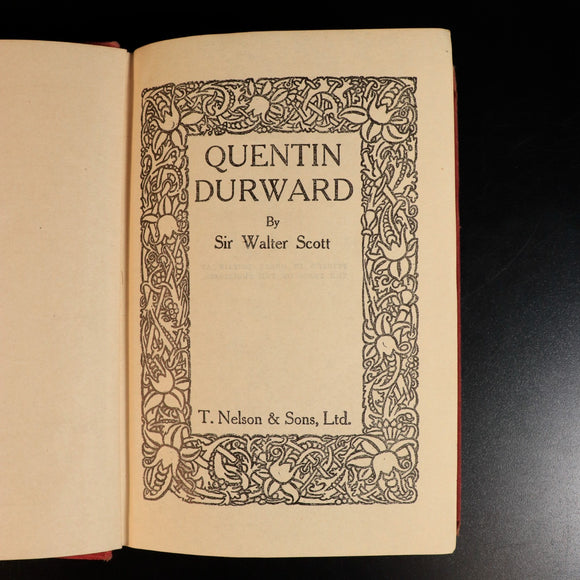 QUENTIN
DURWARD
By
Sir Walter Scott
T. Nelson & Sons, Ltd.